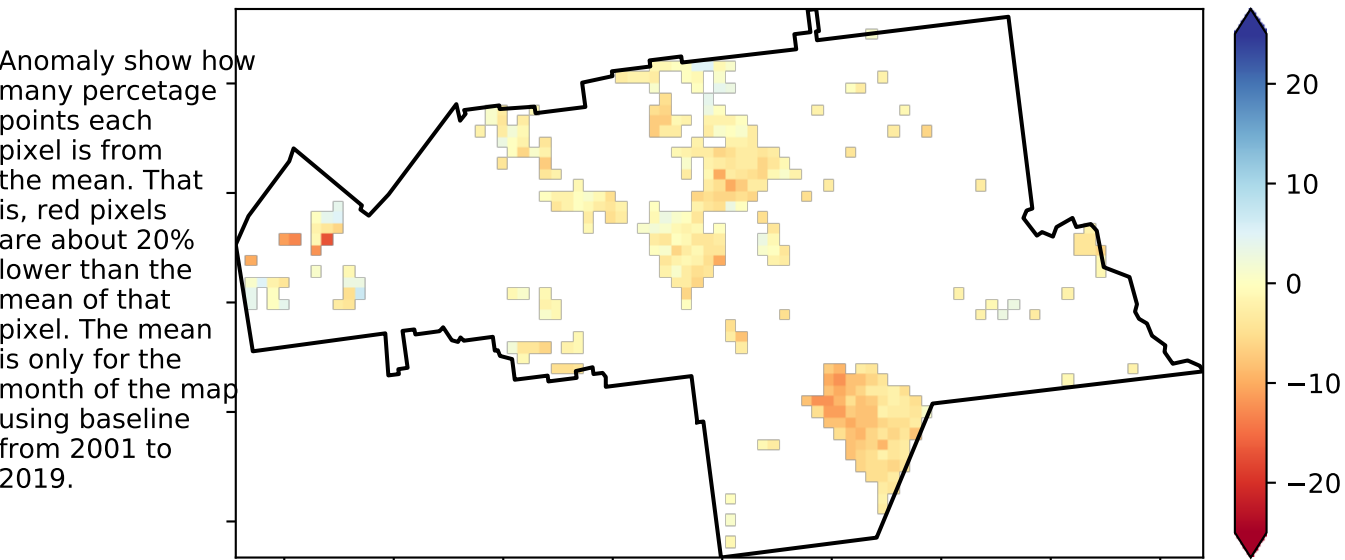 Anomaly show how
many percetage
points each
pixel is from
the mean. That
is, red pixels
are about 20%
lower than the
mean of that
pixel. The mean
is only for the
month of the map
using baseline
from 2001 to
2019.
20
10
0
−10
−20